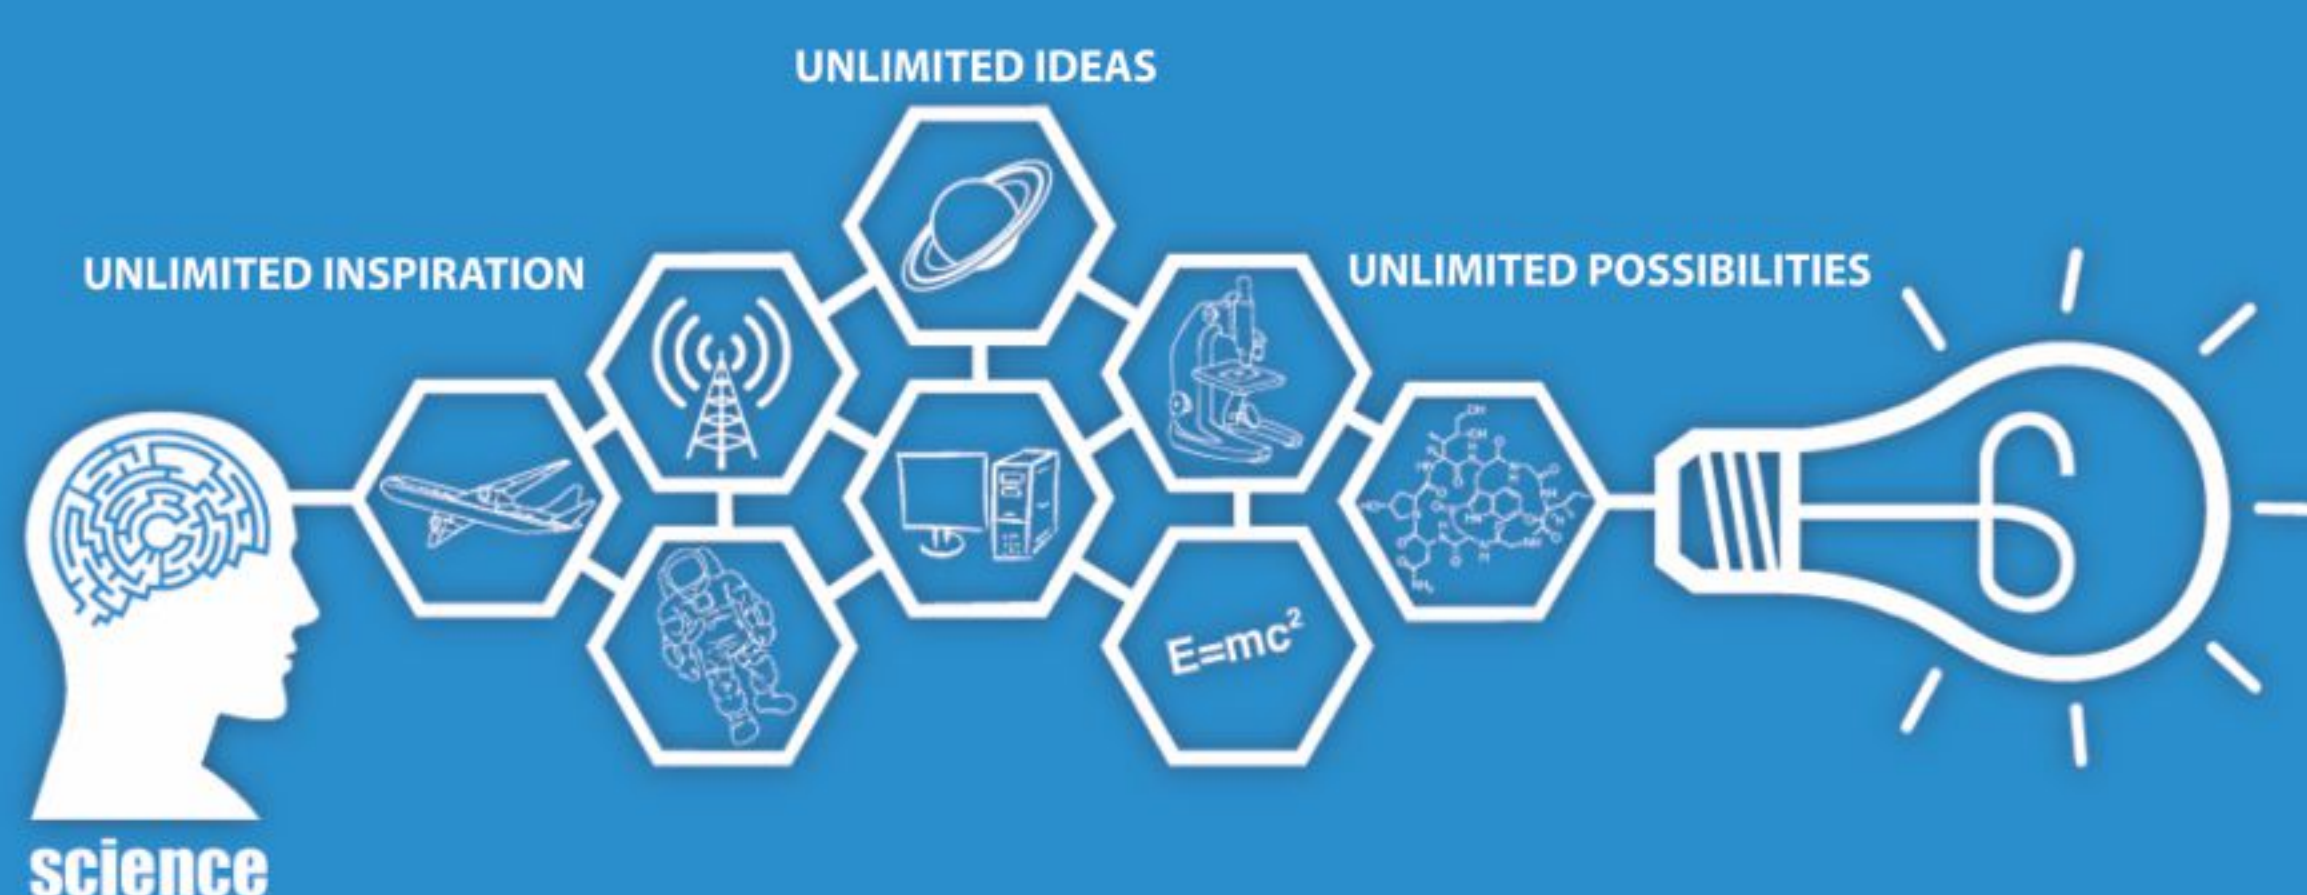 UNLIMITED IDEAS
UNLIMITED INSPIRATION
UNLIMITED POSSIBILITIES
E=mc²
science